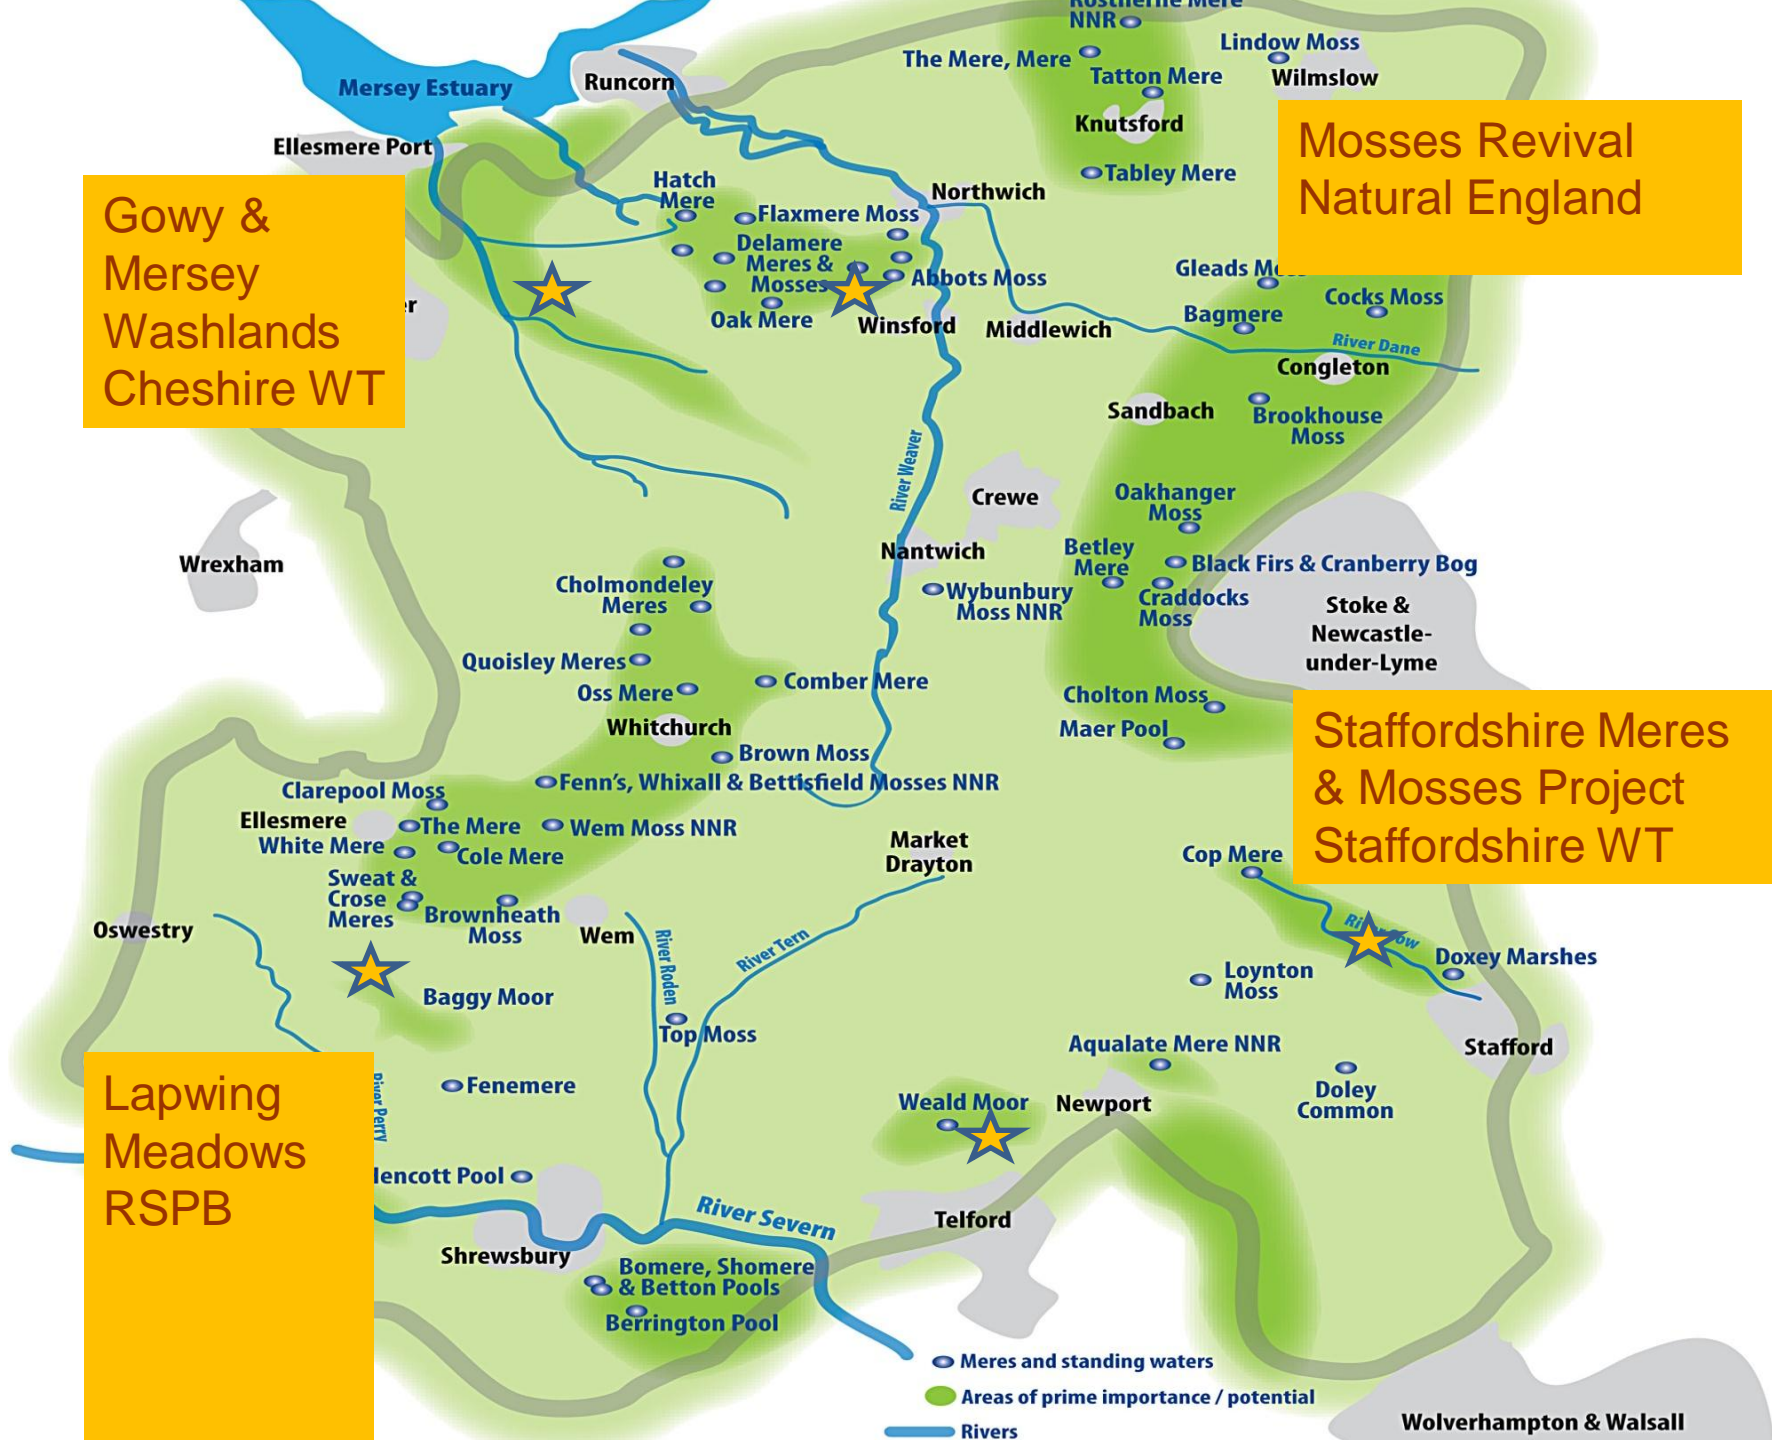 Rostherne Mere
NNR
The Mere, Mere
Lindow Moss
Tatton Mere
Wilmslow
Mersey Estuary
Runcorn
Knutsford
Ellesmere Port
Tabley Mere
Mosses Revival
Natural England
Hatch
Mere
Northwich
Flaxmere Moss
Gowy &
Mersey
Washlands
Cheshire WT
Delamere
Meres &
Mosses
Abbots Moss
Oak Mere
Winsford
Middlewich
Gleads
Cocks Moss
Bagmere
River Dane
Congleton
Sandbach
Brookhouse
Moss
River Weaver
Crewe
Oakhanger
Moss
Nantwich
Betley
Mere
Black Firs & Cranberry Bog
Wrexham
Cholmondeley
Meres
Wybunbury
Moss NNR
Craddocks
Moss
Stoke &
Newcastle-
under-Lyme
Quoisley Meres
Oss Mere
Comber Mere
Cholton Moss
Maer Pool
Whitchurch
Brown Moss
Staffordshire Meres
& Mosses Project
Staffordshire WT
Fenn's, Whixall & Bettisfield Mosses NNR
Clarepool Moss
Ellesmere
The Mere
Wem Moss NNR
White Mere
Cole Mere
Market
Drayton
Cop Mere
Sweat &
Crose
Meres
Brownheath
Moss
Oswestry
Wem
River Roden
River Tern
River Sow
Doxey Marshes
Loynton
Moss
Baggy Moor
Top Moss
Aqualate Mere NNR
Stafford
Lapwing
Meadows
RSPB
River Perry
Fenemere
Weald Moor
Newport
Doley
Common
Pool
River Severn
Telford
Shrewsbury
Bomere, Shomere
& Betton Pools
Berrington Pool
Meres and standing waters
Areas of prime importance / potential
Rivers
Wolverhampton & Walsall